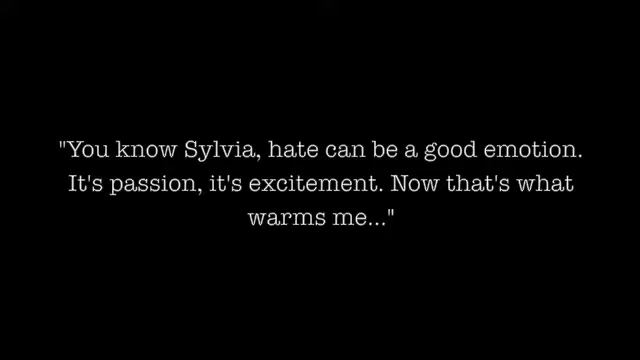 "You know Sylvia, hate can be a good emotion.
It's passion, it's excitement. Now that's what
warms me..."